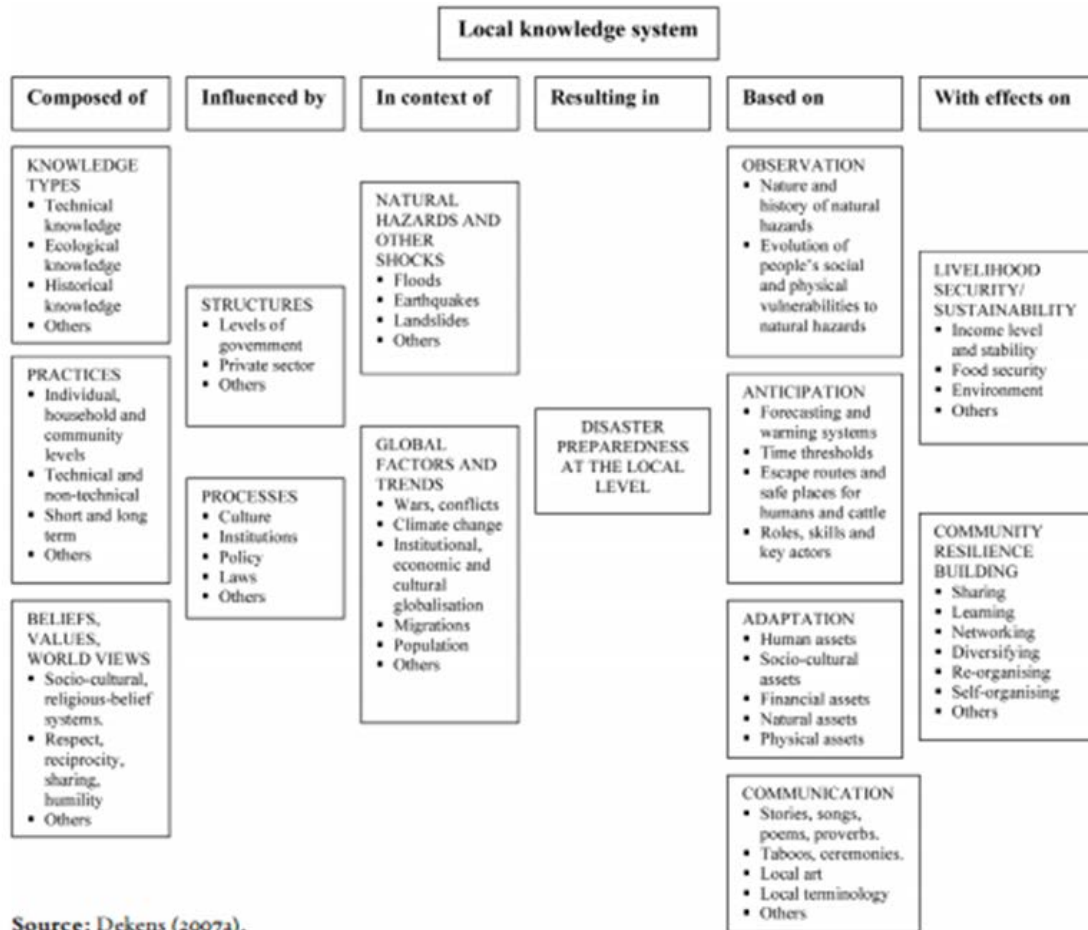 Local knowledge system
Composed of
Influenced by
In context of
Resulting in
Based on
With effects on
KNOWLEDGE
TYPES
▪ Technical
knowledge
▪ Ecological
knowledge
▪ Historical
knowledge
▪ Others
PRACTICES
▪ Individual,
household and
community
levels
▪ Technical and
non-technical
▪ Short and long
term
▪ Others
BELIEFS,
VALUES,
WORLD VIEWS
▪ Socio-cultural,
religious-belief
systems.
▪ Respect,
reciprocity,
sharing,
humility
▪ Others
STRUCTURES
▪ Levels of
government
▪ Private sector
▪ Others
PROCESSES
▪ Culture
▪ Institutions
▪ Policy
▪ Laws
▪ Others
NATURAL
HAZARDS AND
OTHER
SHOCKS
▪ Floods
▪ Earthquakes
▪ Landslides
▪ Others
GLOBAL
FACTORS AND
TRENDS
▪ Wars, conflicts
▪ Climate change
▪ Institutional,
economic and
cultural
globalisation
▪ Migrations
▪ Population
▪ Others
DISASTER
PREPAREDNESS
AT THE LOCAL
LEVEL
OBSERVATION
▪ Nature and
history of natural
hazards
▪ Evolution of
people's social
and physical
vulnerabilities to
natural hazards
ANTICIPATION
▪ Forecasting and
warning systems
▪ Time thresholds
▪ Escape routes and
safe places for
humans and cattle
▪ Roles, skills and
key actors
ADAPTATION
▪ Human assets
▪ Socio-cultural
assets
▪ Financial assets
▪ Natural assets
▪ Physical assets
COMMUNICATION
▪ Stories, songs,
poems, proverbs.
▪ Taboos, ceremonies.
▪ Local art
▪ Local terminology
▪ Others
LIVELIHOOD
SECURITY/
SUSTAINABILITY
▪ Income level
and stability
▪ Food security
▪ Environment
▪ Others
COMMUNITY
RESILIENCE
BUILDING
▪ Sharing
▪ Learning
▪ Networking
▪ Diversifying
▪ Re-organising
▪ Self-organising
▪ Others
Source: Dekens (2007a).